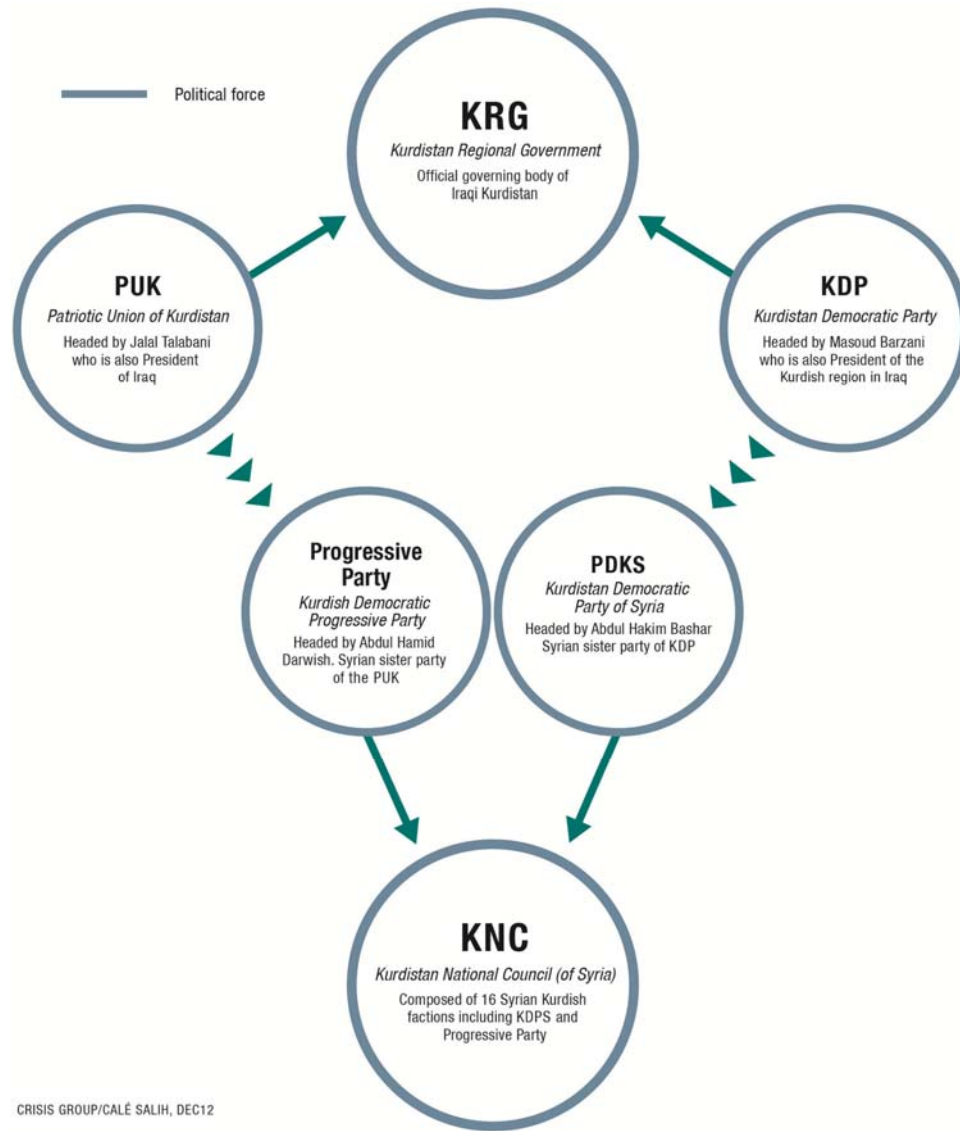 Political force
KRG
Kurdistan Regional Government
Official governing body of
Iraqi Kurdistan
PUK
Patriotic Union of Kurdistan
Headed by Jalal Talabani
who is also President
of Iraq
KDP
Kurdistan Democratic Party
Headed by Masoud Barzani
who is also President of the
Kurdish region in Iraq
Progressive
Party
Kurdish Democratic
Progressive Party
Headed by Abdul Hamid
Darwish. Syrian sister party
of the PUK
PDKS
Kurdistan Democratic
Party of Syria
Headed by Abdul Hakim Bashar
Syrian sister party of KDP
KNC
Kurdistan National Council (of Syria)
Composed of 16 Syrian Kurdish
factions including KDPS and
Progressive Party
CRISIS GROUP/CALÉ SALIH, DEC12